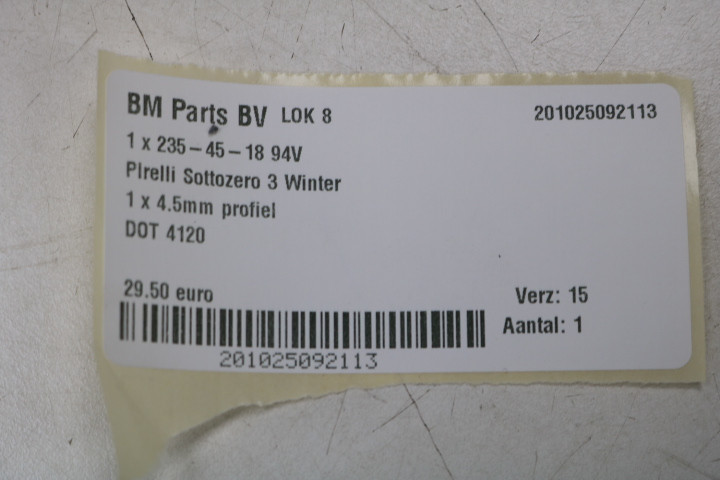 BM Parts BV LOK 8 201025092113
1 x 235-45-18 94V
PIrelli Sottozero 3 Winter
1 x 4.5mm profiel
DOT 4120
29.50 euro Verz: 15
Aantal: 1
201025092113